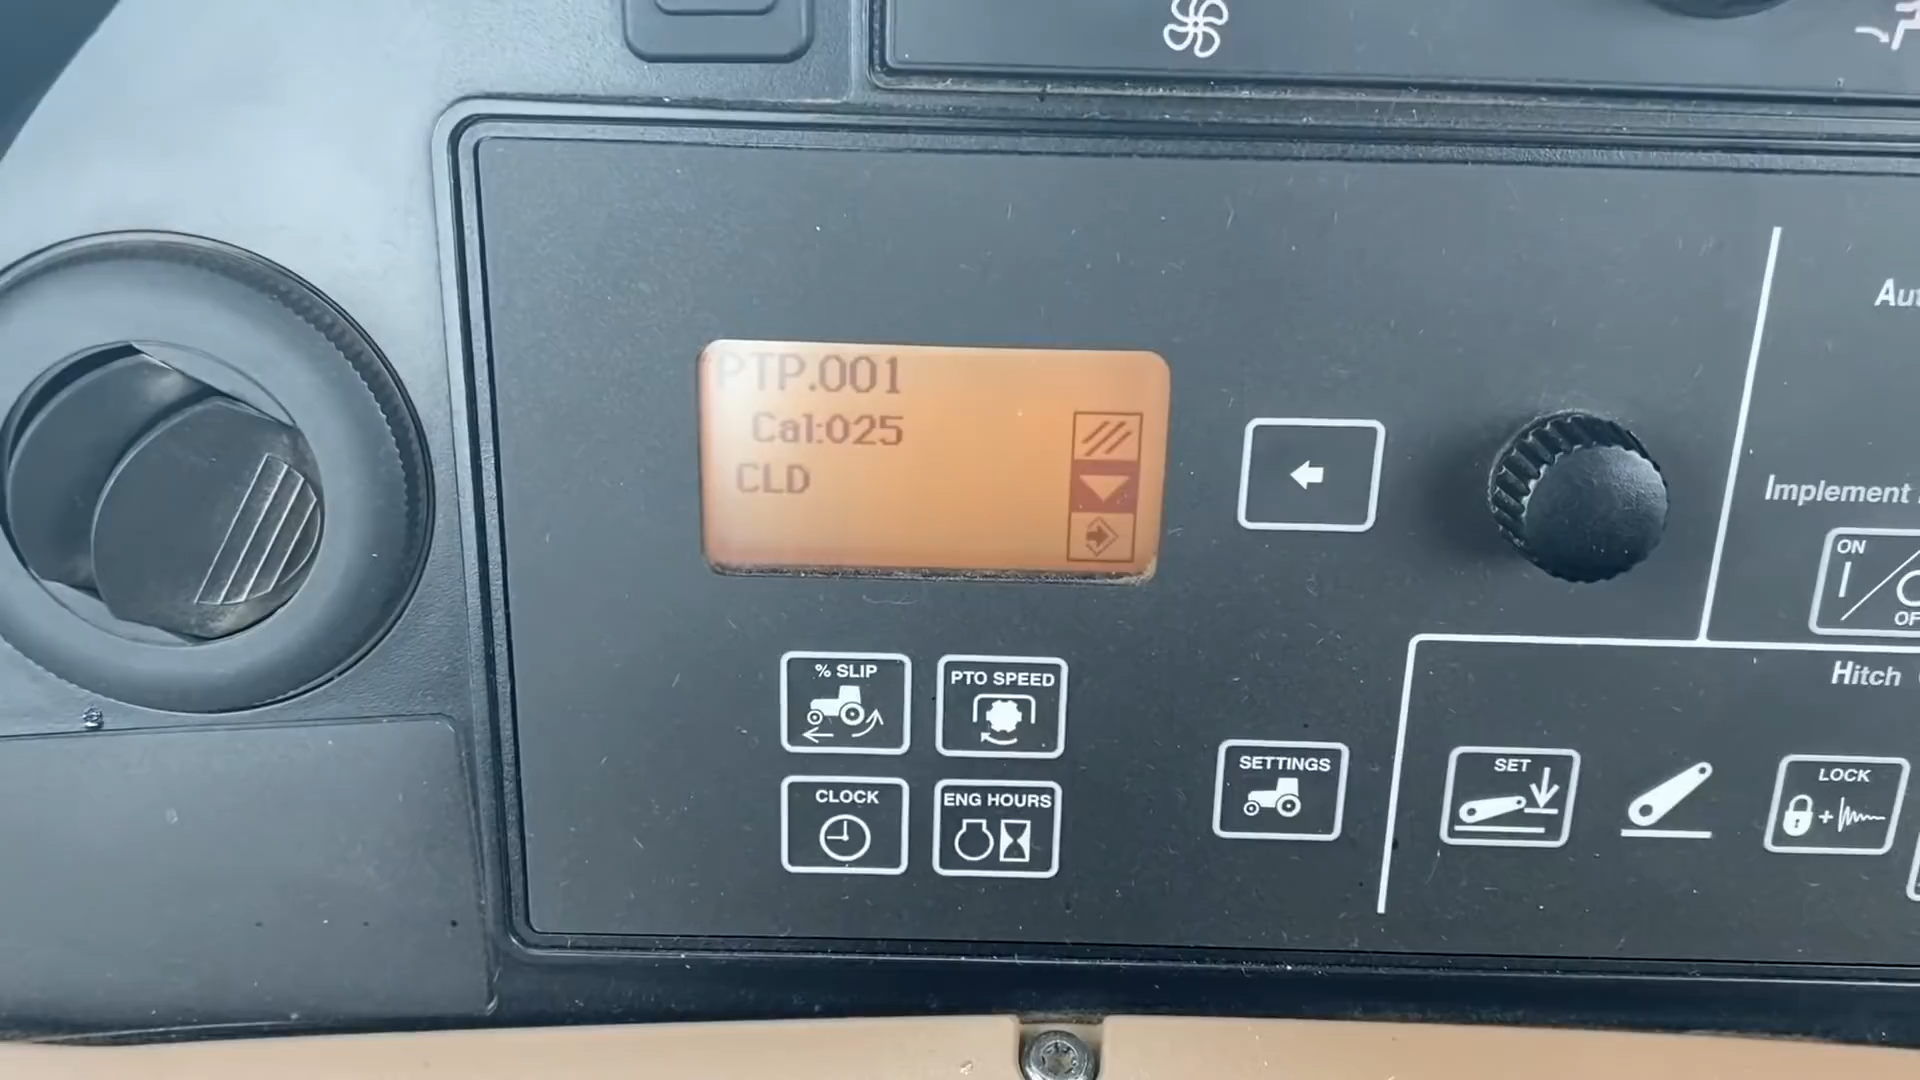 PTP.001
Cal:025
CLD
% SLIP
PTO SPEED
CLOCK
ENG HOURS
SETTINGS
Implement
ON
Hitch
SET
LOCK